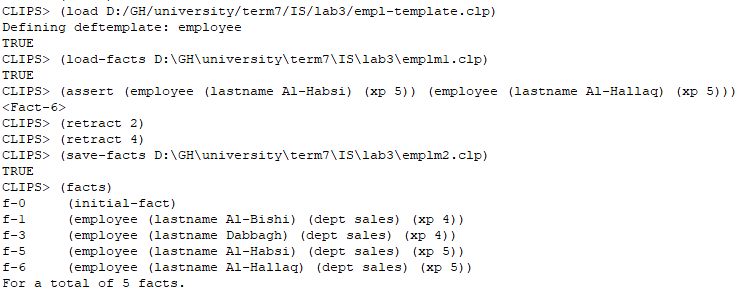 CLIPS> (load D:/GH/university/term7/IS/lab3/empl-template.clp)
Defining deftemplate: employee
TRUE
CLIPS> (load-facts D:\GH\university\term7\IS\lab3\emplm1.clp)
TRUE
CLIPS> (assert (employee (lastname Al-Habsi) (xp 5)) (employee (lastname Al-Hallaq) (xp 5)))
<Fact-6>
CLIPS> (retract 2)
CLIPS> (retract 4)
CLIPS> (save-facts D:\GH\university\term7\IS\lab3\emplm2.clp)
TRUE
CLIPS> (facts)
f-0     (initial-fact)
f-1     (employee (lastname Al-Bishi) (dept sales) (xp 4))
f-3     (employee (lastname Dabbagh) (dept sales) (xp 4))
f-5     (employee (lastname Al-Habsi) (dept sales) (xp 5))
f-6     (employee (lastname Al-Hallaq) (dept sales) (xp 5))
For a total of 5 facts.